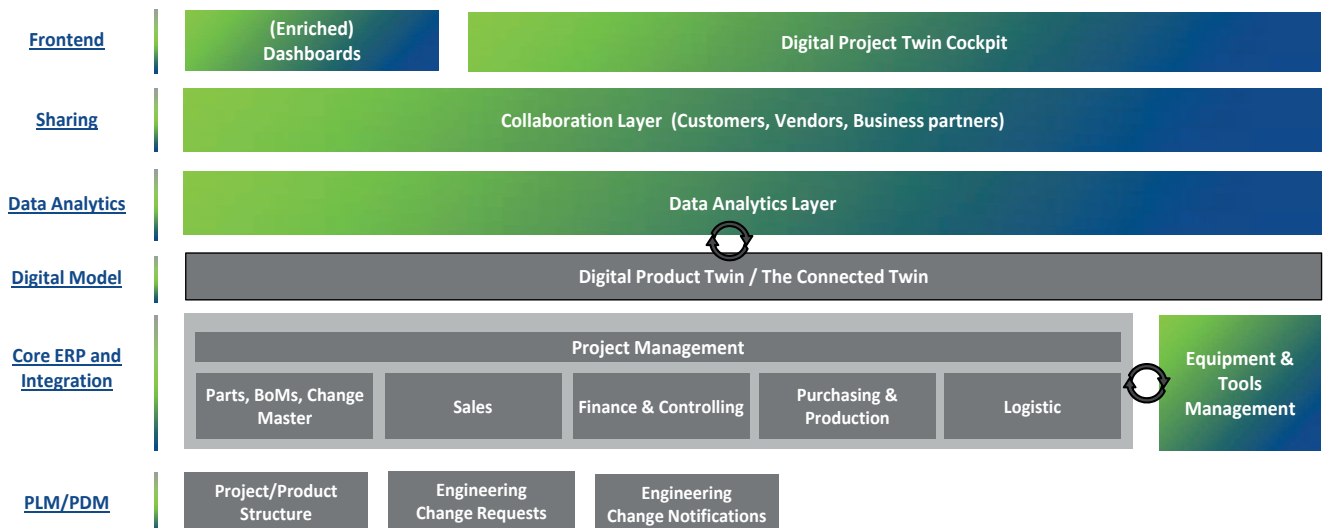 Frontend
(Enriched)
Dashboards
Digital Project Twin Cockpit
Sharing
Collaboration Layer (Customers, Vendors, Business partners)
Data Analytics
Data Analytics Layer
Digital Model
Digital Product Twin / The Connected Twin
Core ERP and
Integration
Project Management
Parts, BoMs, Change
Master
Sales
Finance & Controlling
Purchasing &
Production
Logistic
Equipment &
Tools
Management
PLM/PDM
Project/Product
Structure
Engineering
Change Requests
Engineering
Change Notifications